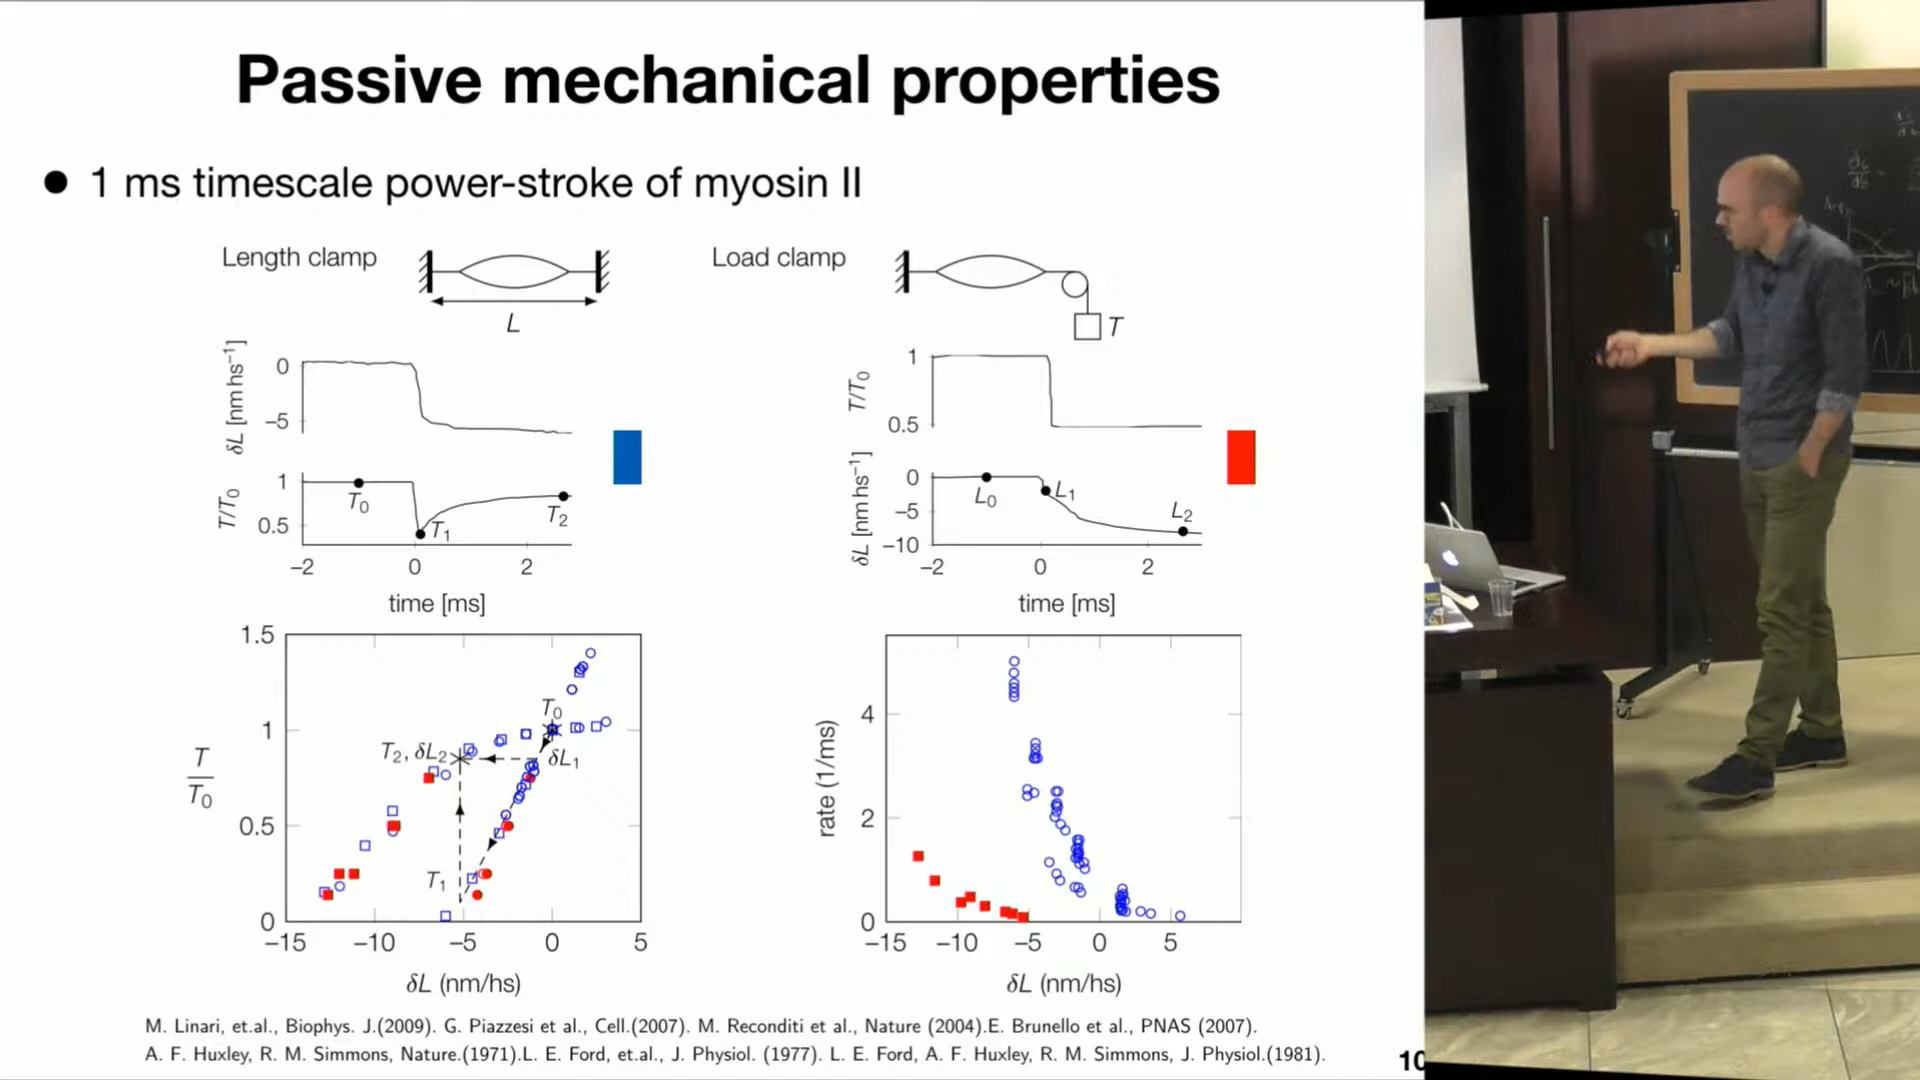 Passive mechanical properties
● 1 ms timescale power-stroke of myosin II
Length clamp
L
Load clamp
T
δL [nm hs⁻¹]
0
−5
T/T₀
1
0.5
T₀
T₁
T₂
−2 0 2
time [ms]
T/T₀
1
0.5
δL [nm hs⁻¹]
0
−5
−10
L₀
L₁
L₂
−2 0 2
time [ms]
T/T₀
1.5
1
0.5
0
T₀
T₂, δL₂
δL₁
T₁
−15 −10 −5 0 5
δL (nm/hs)
rate (1/ms)
4
2
0
−15 −10 −5 0 5
δL (nm/hs)
M. Linari, et.al., Biophys. J.(2009). G. Piazzesi et al., Cell.(2007). M. Reconditi et al., Nature (2004).E. Brunello et al., PNAS (2007).
A. F. Huxley, R. M. Simmons, Nature.(1971).L. E. Ford, et.al., J. Physiol. (1977). L. E. Ford, A. F. Huxley, R. M. Simmons, J. Physiol.(1981).
10